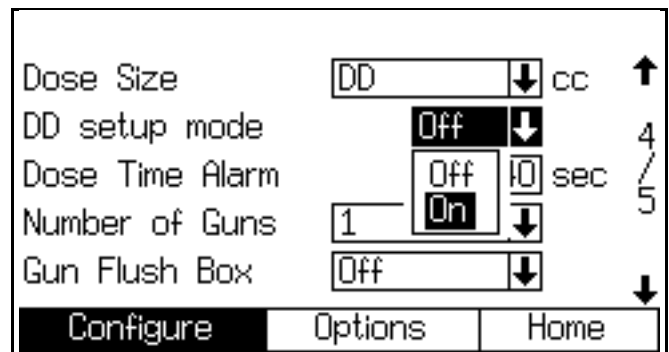 Dose Size DD cc
DD setup mode Off 4
Dose Time Alarm Off 0 sec /
Number of Guns 1 On 5
Gun Flush Box Off
Configure Options Home